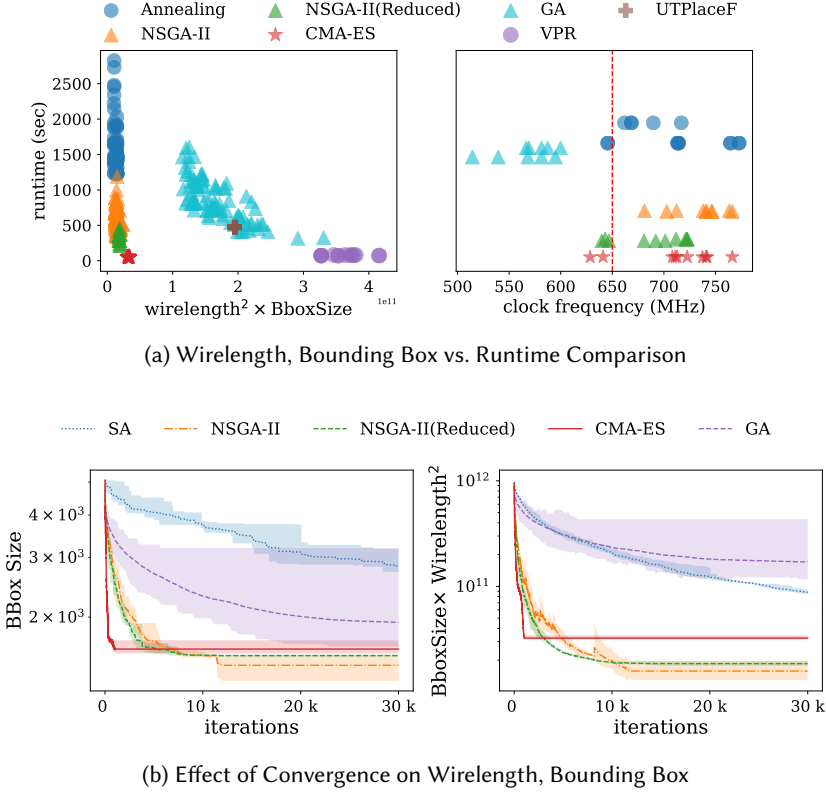 Annealing NSGA-II(Reduced) GA UTPlaceF
NSGA-II CMA-ES VPR
runtime (sec)
2500
2000
1500
1000
500
0
0 1 2 3 4
1e11
wirelength² × BboxSize
500 550 600 650 700 750
clock frequency (MHz)
(a) Wirelength, Bounding Box vs. Runtime Comparison
SA NSGA-II NSGA-II(Reduced) CMA-ES GA
BBox Size
4 × 10³
3 × 10³
2 × 10³
0 10 k 20 k 30 k
iterations
BboxSize× Wirelength²
10¹²
10¹¹
0 10 k 20 k 30 k
iterations
(b) Effect of Convergence on Wirelength, Bounding Box